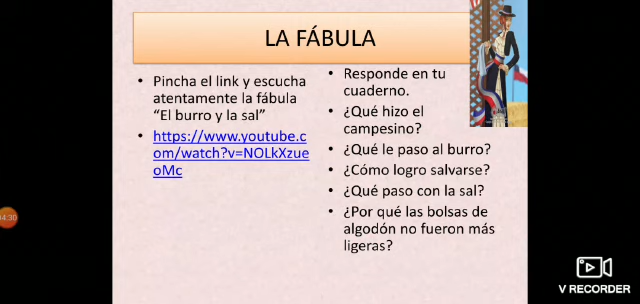 LA FÁBULA
• Pincha el link y escucha
atentamente la fábula
“El burro y la sal”
• https://www.youtube.c
om/watch?v=NOLkXzue
oMc
• Responde en tu
cuaderno.
• ¿Qué hizo el
campesino?
• ¿Qué le paso al burro?
• ¿Cómo logro salvarse?
• ¿Qué paso con la sal?
• ¿Por qué las bolsas de
algodón no fueron más
ligeras?
V RECORDER